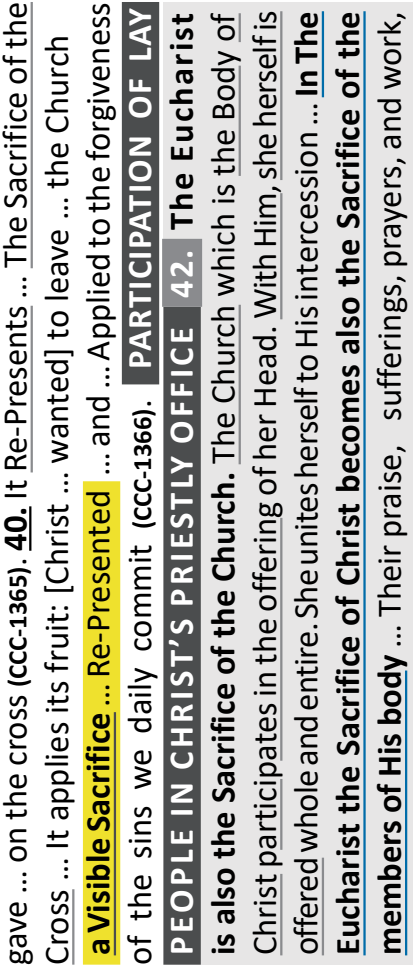 gave ... on the cross (CCC-1365). 40. It Re-Presents ... The Sacrifice of the
Cross ... It applies its fruit: [Christ ... wanted] to leave ... the Church
a Visible Sacrifice ... Re-Presented ... and ... Applied to the forgiveness
of the sins we daily commit (CCC-1366). PARTICIPATION OF LAY
PEOPLE IN CHRIST’S PRIESTLY OFFICE 42. The Eucharist
is also the Sacrifice of the Church. The Church which is the Body of
Christ participates in the offering of her Head. With Him, she herself is
offered whole and entire. She unites herself to His intercession ... In The
Eucharist the Sacrifice of Christ becomes also the Sacrifice of the
members of His body ... Their praise, sufferings, prayers, and work,